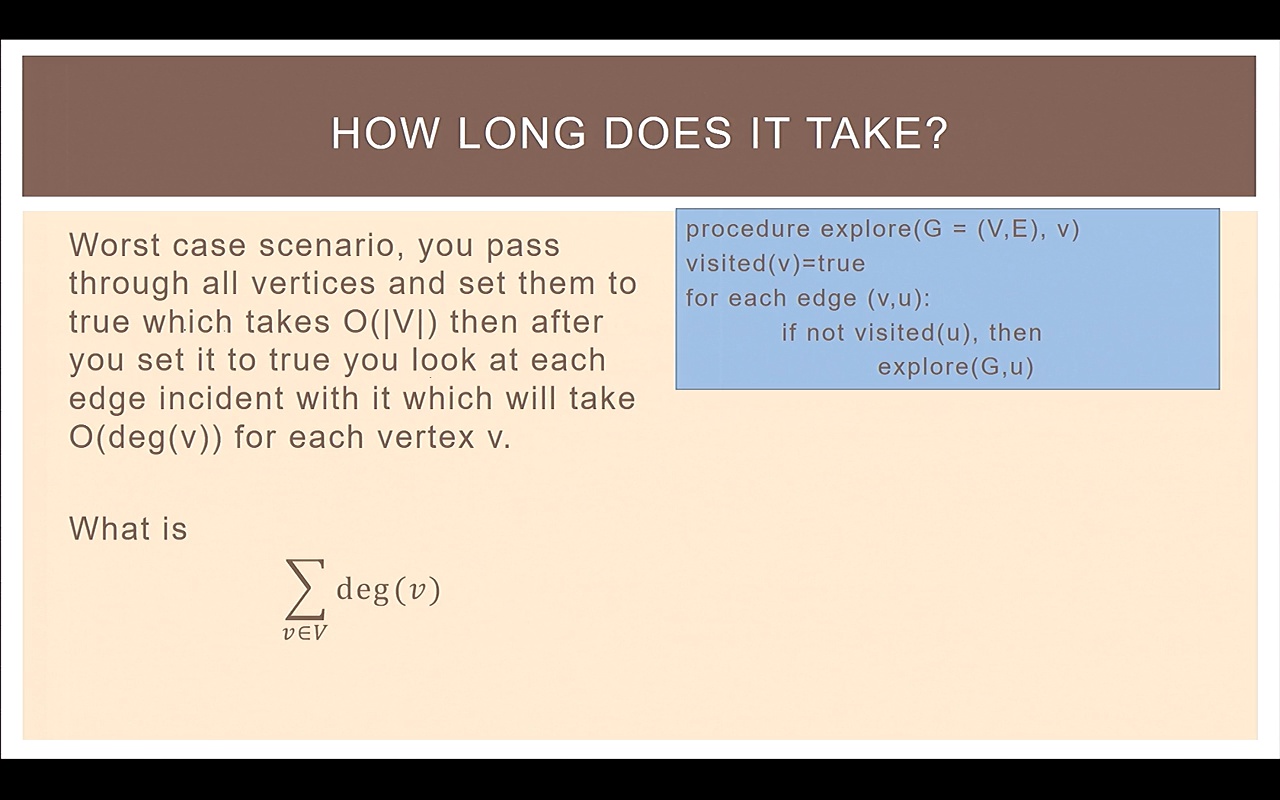 HOW LONG DOES IT TAKE?
Worst case scenario, you pass
through all vertices and set them to
true which takes O(|V|) then after
you set it to true you look at each
edge incident with it which will take
O(deg(v)) for each vertex v.
What is
∑ deg(v)
v∈V
procedure explore(G = (V,E), v)
visited(v)=true
for each edge (v,u):
if not visited(u), then
explore(G,u)